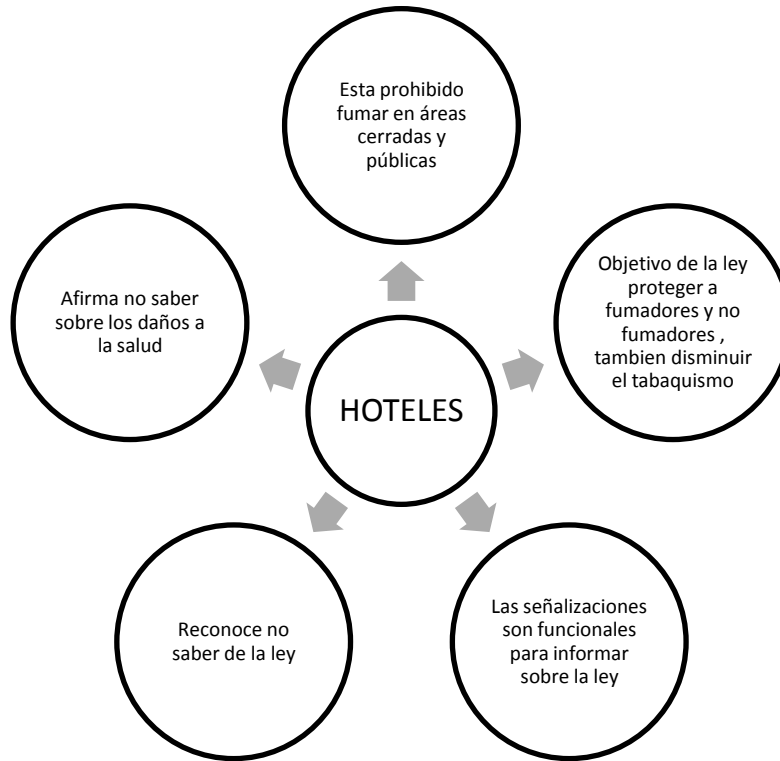 Esta prohibido
fumar en áreas
cerradas y
públicas
Objetivo de la ley
proteger a
fumadores y no
fumadores ,
tambien disminuir
el tabaquismo
Las señalizaciones
son funcionales
para informar
sobre la ley
Reconoce no
saber de la ley
Afirma no saber
sobre los daños a
la salud
HOTELES